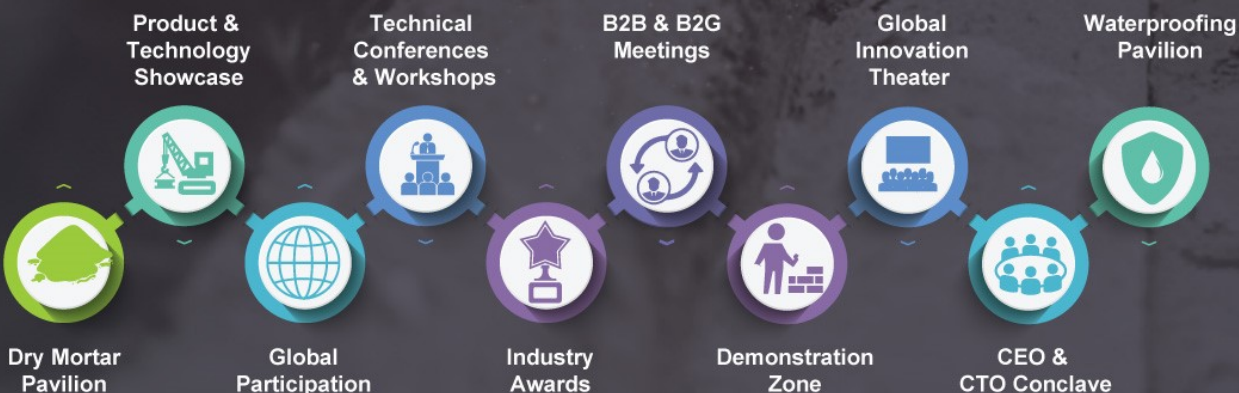 Product &
Technology
Showcase
Technical
Conferences
& Workshops
B2B & B2G
Meetings
Global
Innovation
Theater
Waterproofing
Pavilion
Dry Mortar
Pavilion
Global
Participation
Industry
Awards
Demonstration
Zone
CEO &
CTO Conclave